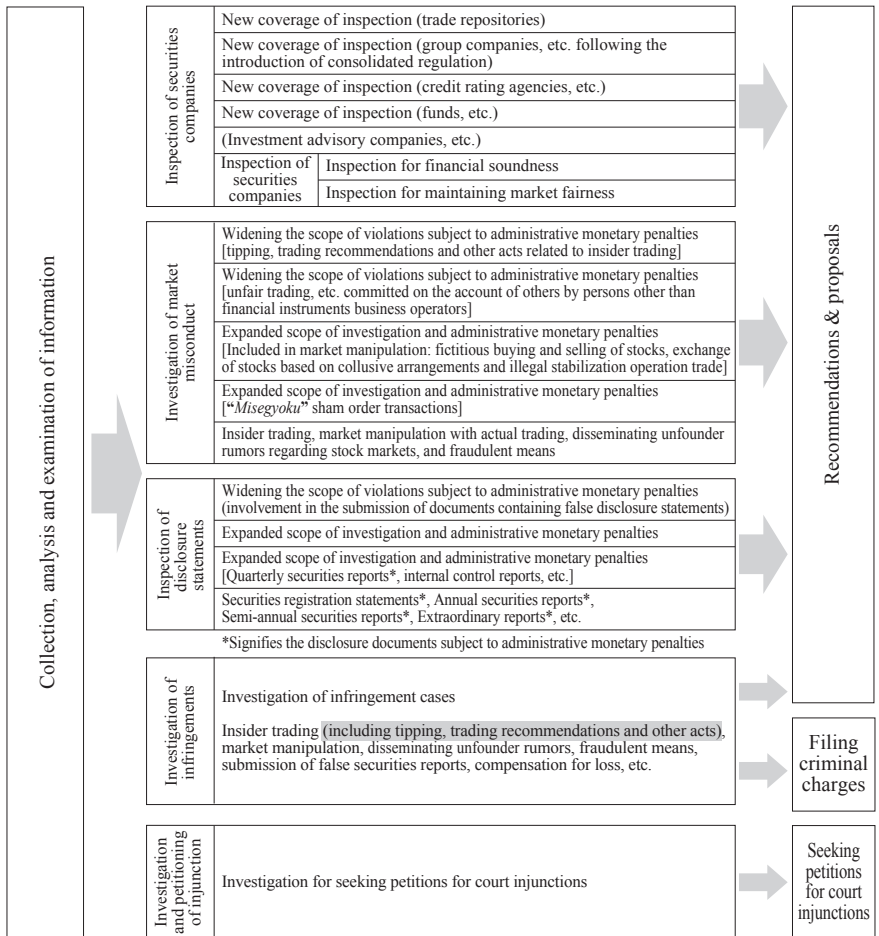 Collection, analysis and examination of information
Inspection of securities
companies
New coverage of inspection (trade repositories)
New coverage of inspection (group companies, etc. following the
introduction of consolidated regulation)
New coverage of inspection (credit rating agencies, etc.)
New coverage of inspection (funds, etc.)
(Investment advisory companies, etc.)
Inspection of
securities
companies
Inspection for financial soundness
Inspection for maintaining market fairness
Investigation of market
misconduct
Widening the scope of violations subject to administrative monetary penalties
[tipping, trading recommendations and other acts related to insider trading]
Widening the scope of violations subject to administrative monetary penalties
[unfair trading, etc. committed on the account of others by persons other than
financial instruments business operators]
Expanded scope of investigation and administrative monetary penalties
[Included in market manipulation: fictitious buying and selling of stocks, exchange
of stocks based on collusive arrangements and illegal stabilization operation trade]
Expanded scope of investigation and administrative monetary penalties
[“Misegyoku” sham order transactions]
Insider trading, market manipulation with actual trading, disseminating unfounder
rumors regarding stock markets, and fraudulent means
Inspection of
disclosure
statements
Widening the scope of violations subject to administrative monetary penalties
(involvement in the submission of documents containing false disclosure statements)
Expanded scope of investigation and administrative monetary penalties
Expanded scope of investigation and administrative monetary penalties
[Quarterly securities reports*, internal control reports, etc.]
Securities registration statements*, Annual securities reports*,
Semi-annual securities reports*, Extraordinary reports*, etc.
*Signifies the disclosure documents subject to administrative monetary penalties
Investigation of
infringements
Investigation of infringement cases
Insider trading (including tipping, trading recommendations and other acts),
market manipulation, disseminating unfounder rumors, fraudulent means,
submission of false securities reports, compensation for loss, etc.
Investigation
and petitioning
of injunction
Investigation for seeking petitions for court injunctions
Recommendations & proposals
Filing
criminal
charges
Seeking
petitions
for court
injunctions